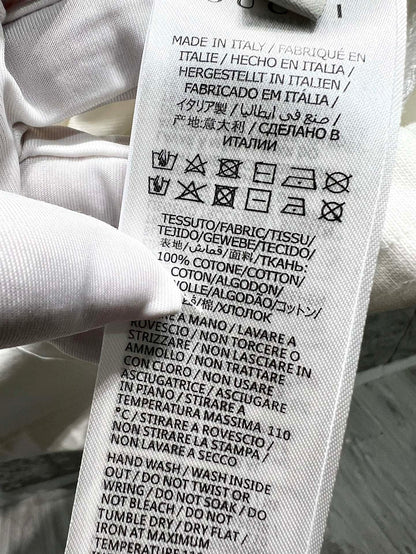 MADE IN ITALY / FABRIQUÉ EN
ITALIE / HECHO EN ITALIA /
HERGESTELLT IN ITALIEN /
FABRICADO EM ITÁLIA /
イタリア製 / صنع في ايطاليا /
产地:意大利 / СДЕЛАНО В
ИТАЛИИ
TESSUTO/FABRIC/TISSU/
TEJIDO/GEWEBE/TECIDO/
表地/قماش/面料/ТКАНЬ:
100% COTONE/COTTON/
COTON/ALGODON/
OLLE/ALGODÃO/コットン/
棉/ХЛОПОК
E A MANO / LAVARE A
ROVESCIO / NON TORCERE O
STRIZZARE / NON LASCIARE IN
AMMOLLO / NON TRATTARE
CON CLORO / NON USARE
ASCIUGATRICE / ASCIUGARE
IN PIANO / STIRARE A
TEMPERATURA MASSIMA 110
°C / STIRARE A ROVESCIO /
NON STIRARE LA STAMPA /
NON LAVARE A SECCO
HAND WASH / WASH INSIDE
OUT / DO NOT TWIST OR
WRING / DO NOT SOAK / DO
NOT BLEACH / DO NOT
TUMBLE DRY / DRY FLAT /
IRON AT MAXIMUM
TEMPERATURE